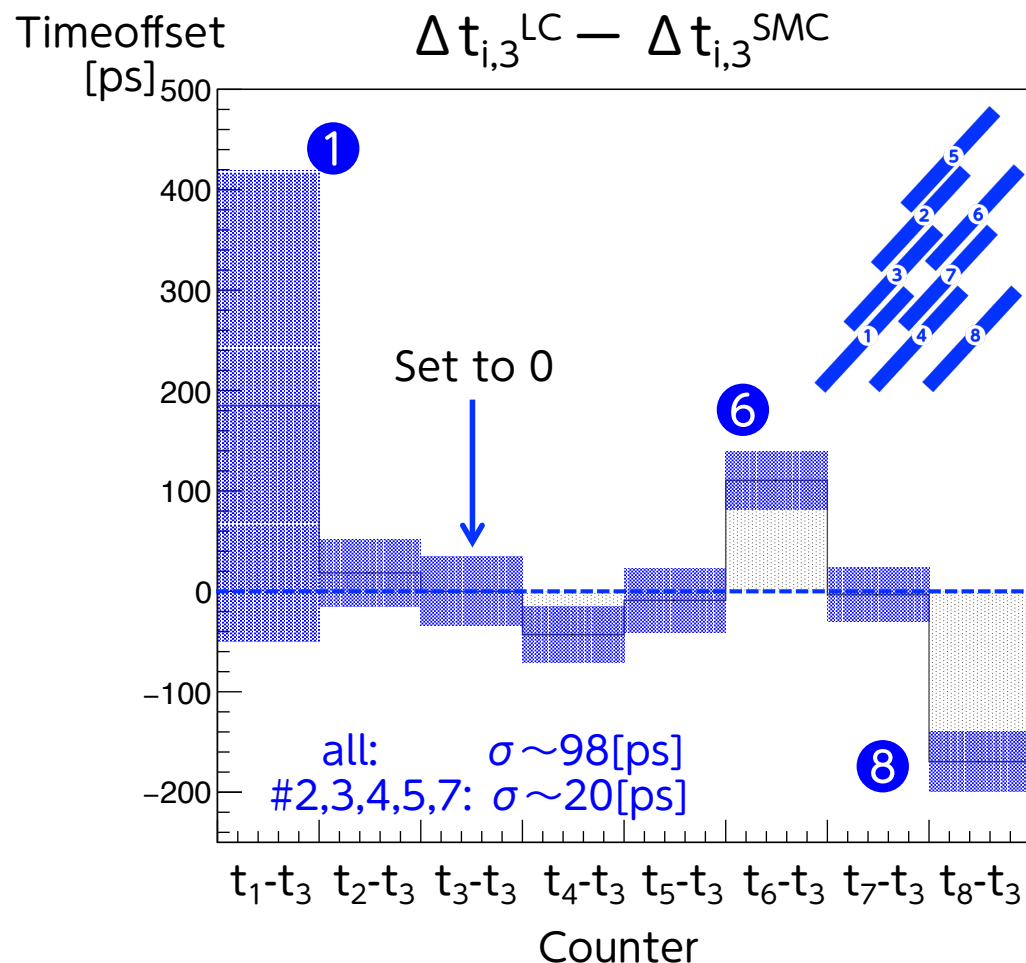 Timeoffset
[ps]
Δt_{i,3}^{LC} — Δt_{i,3}^{SMC}
500
400
300
200
100
0
−100
−200
1
Set to 0
6
8
5
2
6
3
7
1
4
8
all: σ～98[ps]
#2,3,4,5,7: σ～20[ps]
t₁-t₃ t₂-t₃ t₃-t₃ t₄-t₃ t₅-t₃ t₆-t₃ t₇-t₃ t₈-t₃
Counter